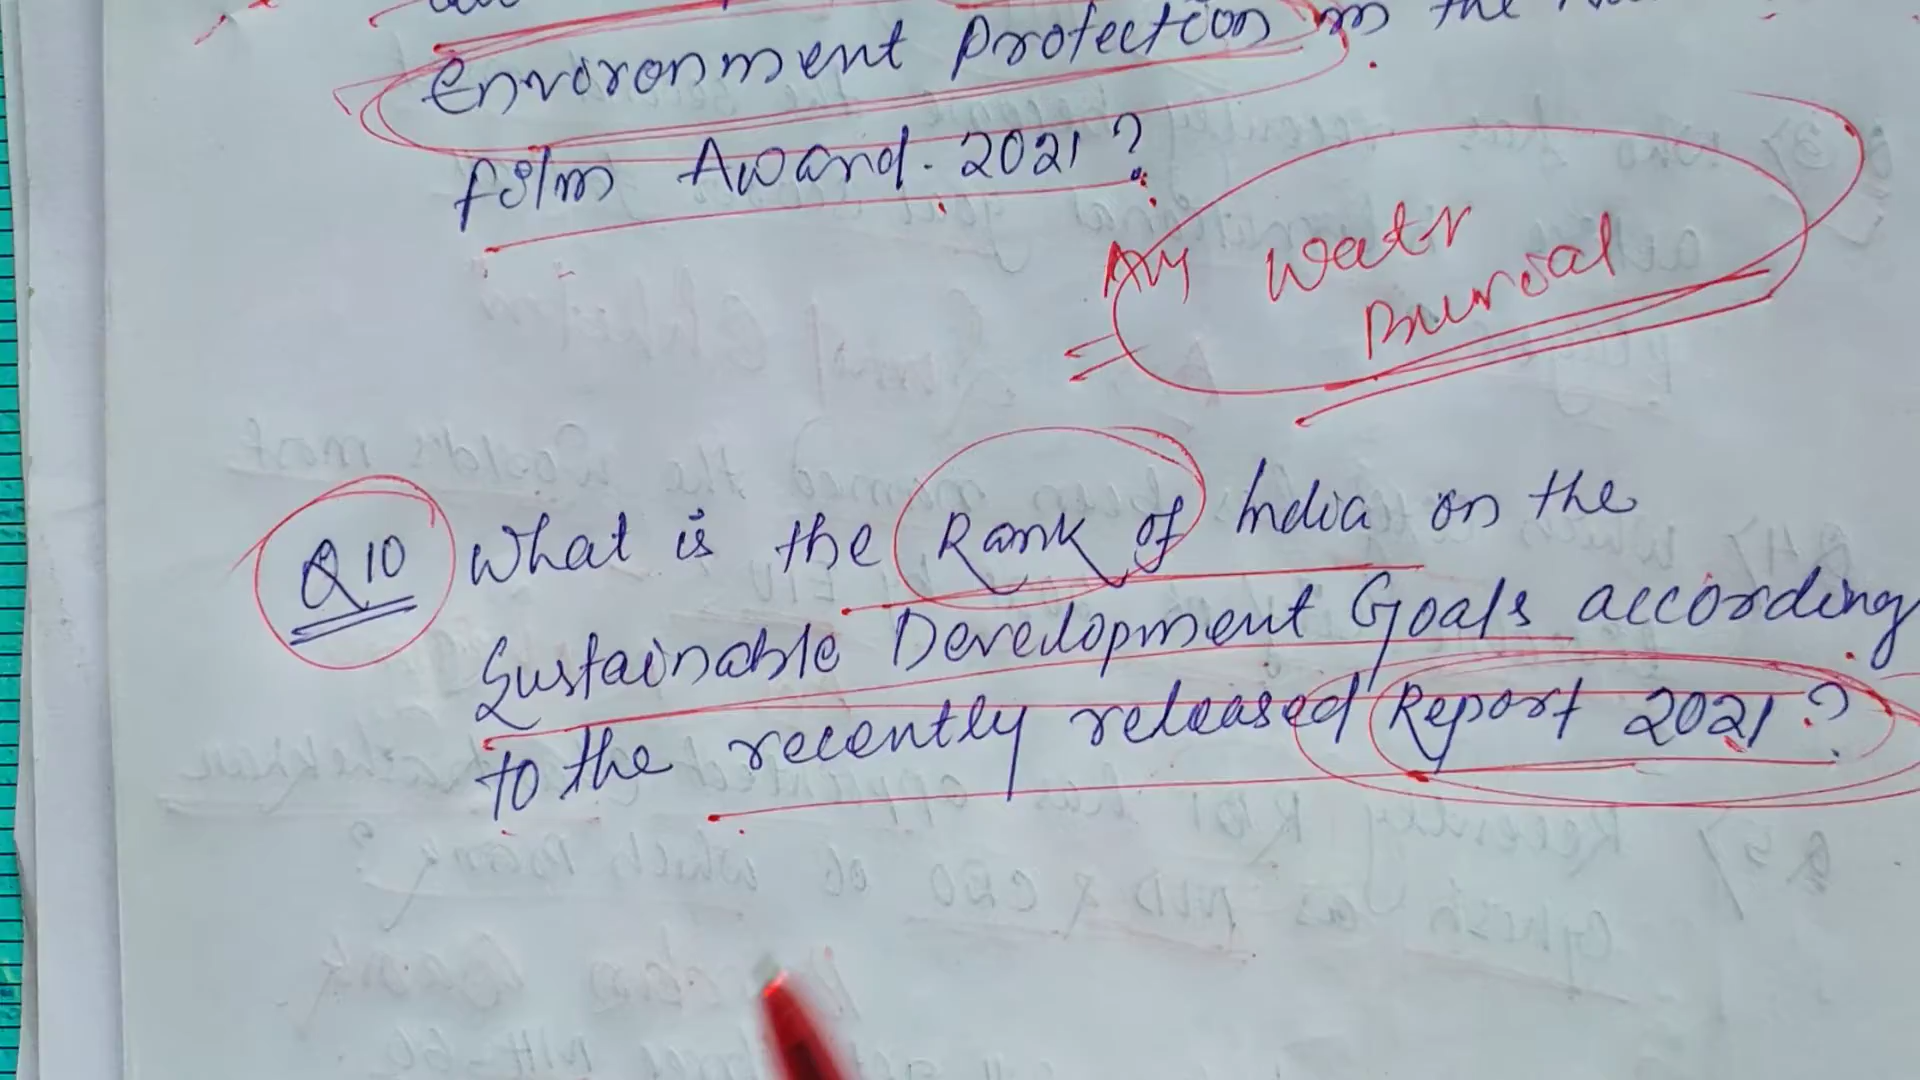 Environment Protection in the
film Award. 2021?
Ans Water
Burial
Q10 What is the Rank of India on the
Sustainable Development Goals according
to the recently released Report 2021?